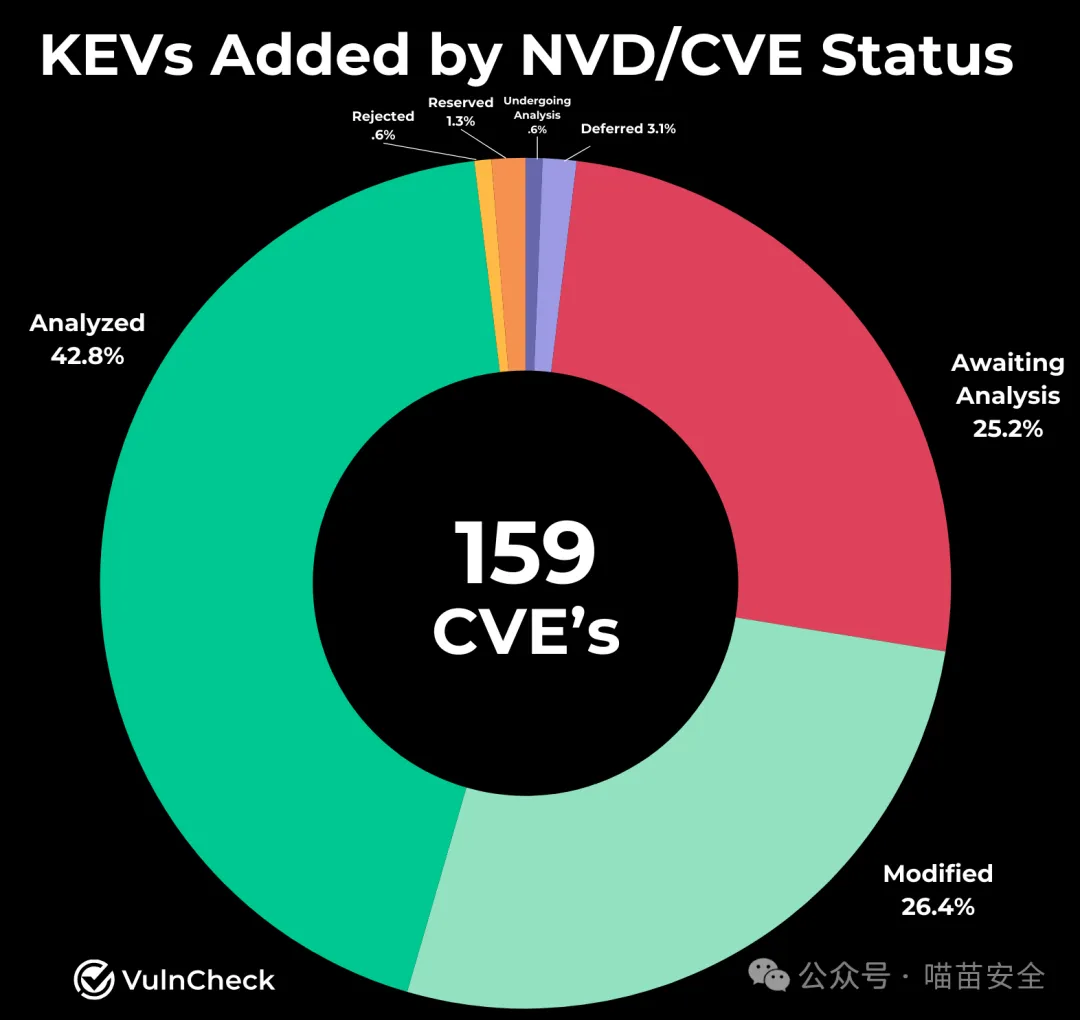 KEVs Added by NVD/CVE Status
Rejected
.6%
Reserved
1.3%
Undergoing
Analysis
.6%
Deferred 3.1%
Analyzed
42.8%
Awaiting
Analysis
25.2%
159
CVE’s
Modified
26.4%
VulnCheck
公众号 · 喵苗安全